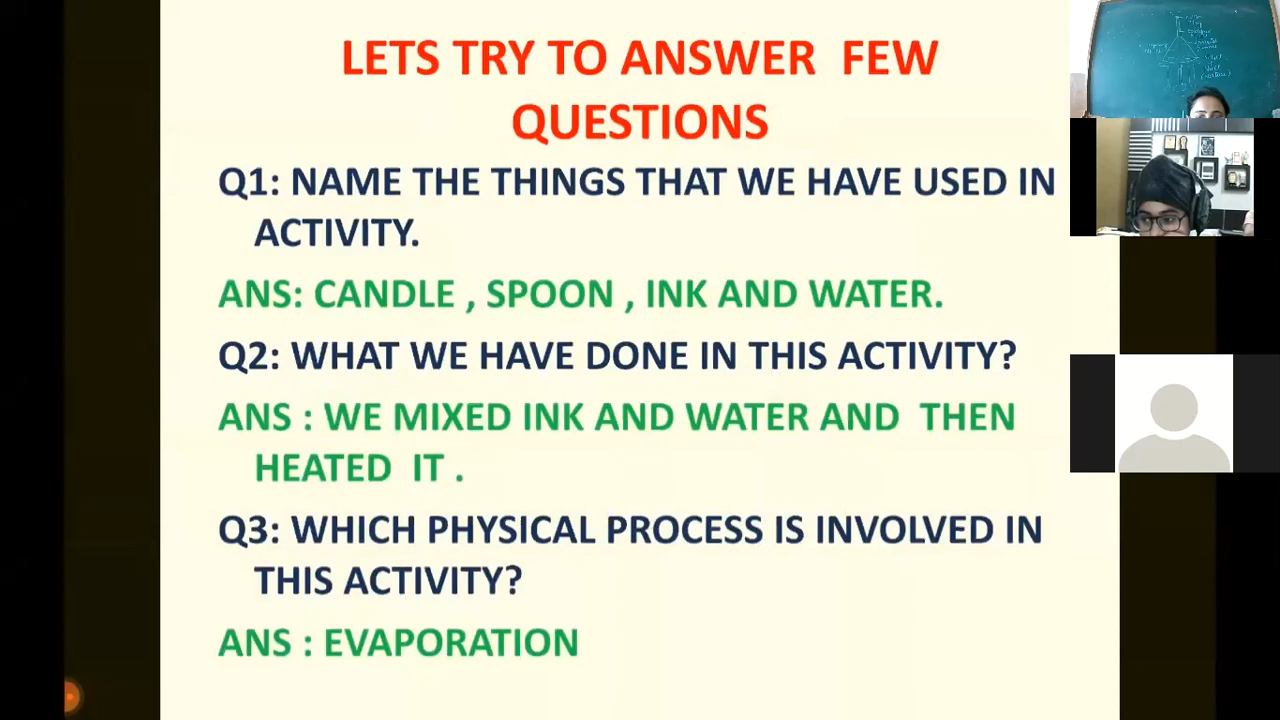 LETS TRY TO ANSWER FEW
QUESTIONS
Q1: NAME THE THINGS THAT WE HAVE USED IN
ACTIVITY.
ANS: CANDLE , SPOON , INK AND WATER.
Q2: WHAT WE HAVE DONE IN THIS ACTIVITY?
ANS : WE MIXED INK AND WATER AND THEN
HEATED IT .
Q3: WHICH PHYSICAL PROCESS IS INVOLVED IN
THIS ACTIVITY?
ANS : EVAPORATION